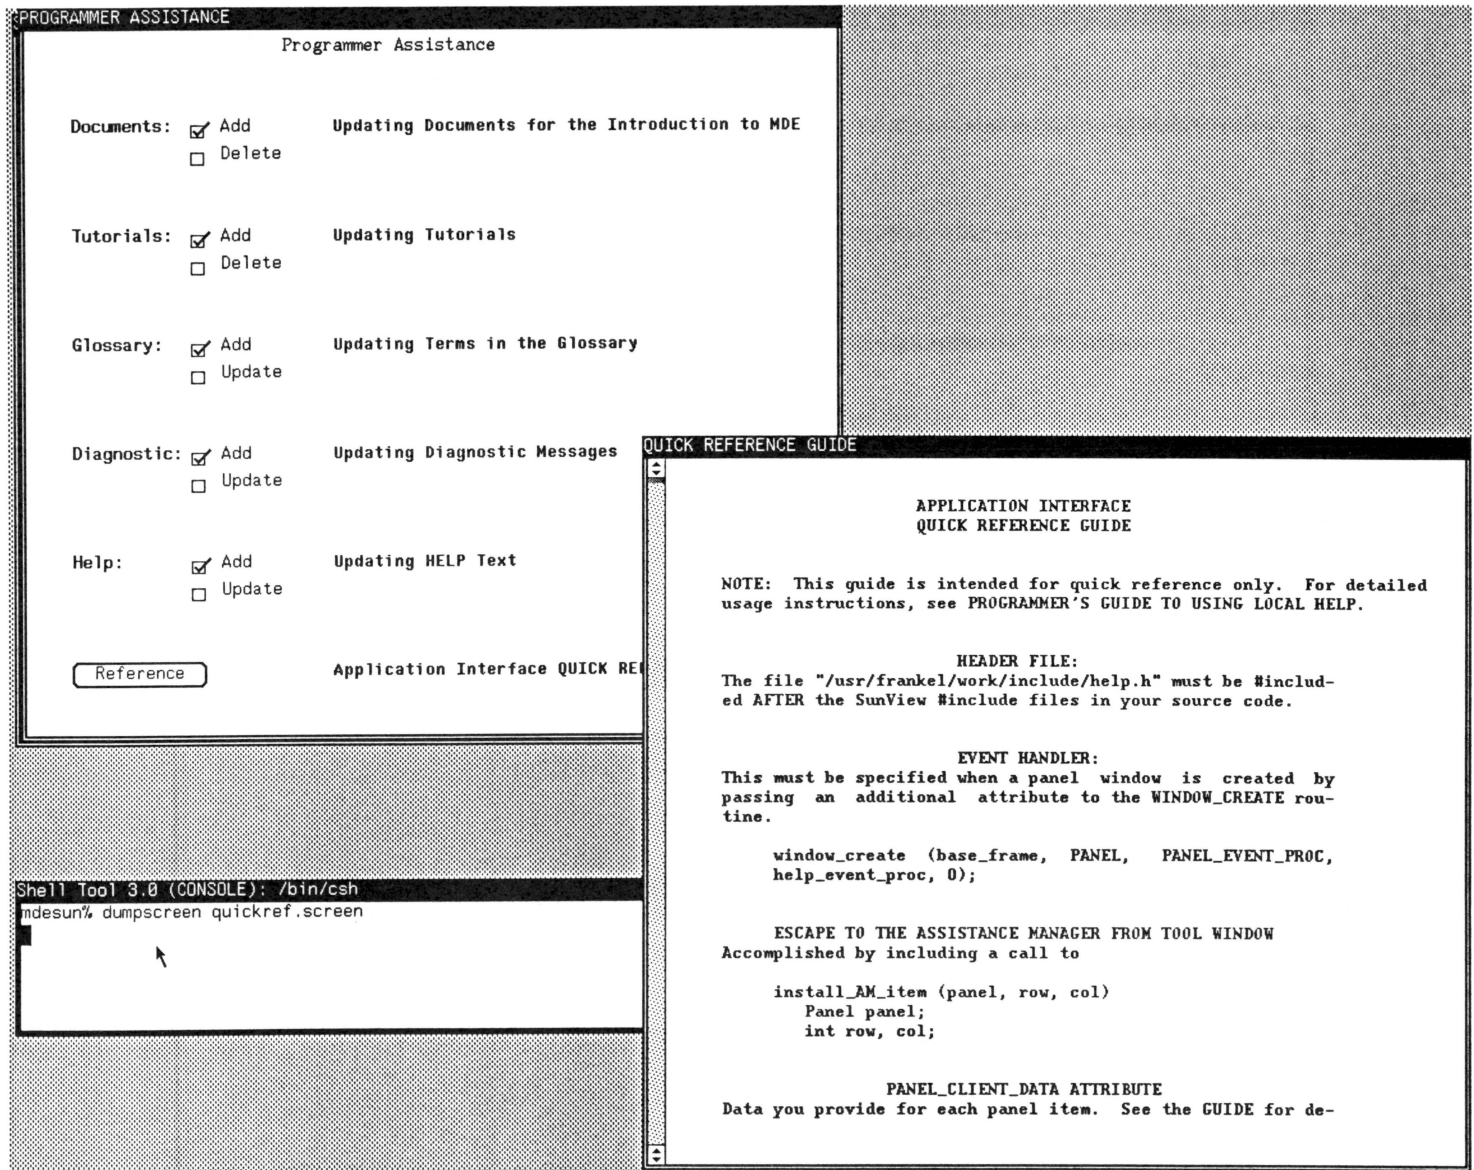 PROGRAMMER ASSISTANCE
Programmer Assistance
Documents: Add Updating Documents for the Introduction to MDE
Delete
Tutorials: Add Updating Tutorials
Delete
Glossary: Add Updating Terms in the Glossary
Update
Diagnostic: Add Updating Diagnostic Messages
Update
Help: Add Updating HELP Text
Update
Reference Application Interface QUICK
Shell Tool 3.0 (CONSOLE): /bin/csh
mdesun% dumpscreen quickref.screen
QUICK REFERENCE GUIDE
APPLICATION INTERFACE
QUICK REFERENCE GUIDE
NOTE: This guide is intended for quick reference only. For detailed
usage instructions, see PROGRAMMER'S GUIDE TO USING LOCAL HELP.
HEADER FILE:
The file "/usr/frankel/work/include/help.h" must be #includ-
ed AFTER the SunView #include files in your source code.
EVENT HANDLER:
This must be specified when a panel window is created by
passing an additional attribute to the WINDOW_CREATE rou-
tine.
window_create (base_frame, PANEL, PANEL_EVENT_PROC,
help_event_proc, 0);
ESCAPE TO THE ASSISTANCE MANAGER FROM TOOL WINDOW
Accomplished by including a call to
install_AM_item (panel, row, col)
Panel panel;
int row, col;
PANEL_CLIENT_DATA ATTRIBUTE
Data you provide for each panel item. See the GUIDE for de-